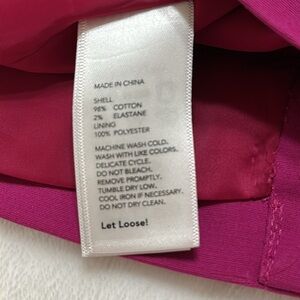 MADE IN CHINA
SHELL
98% COTTON
2% ELASTANE
LINING
100% POLYESTER
MACHINE WASH COLD.
WASH WITH LIKE COLORS.
DELICATE CYCLE.
DO NOT BLEACH.
REMOVE PROMPTLY.
TUMBLE DRY LOW.
COOL IRON IF NECESSARY.
DO NOT DRY CLEAN.
Let Loose!